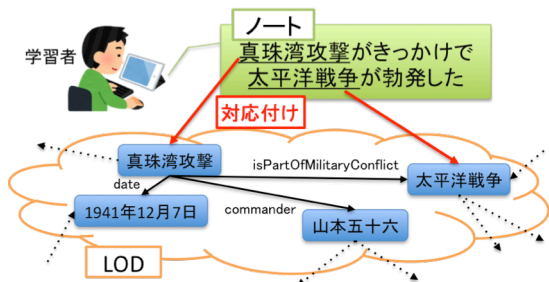 ノート
学習者
真珠湾攻撃がきっかけで
太平洋戦争が勃発した
対応付け
真珠湾攻撃
isPartOfMilitaryConflict
太平洋戦争
date
1941年12月7日
commander
山本五十六
LOD